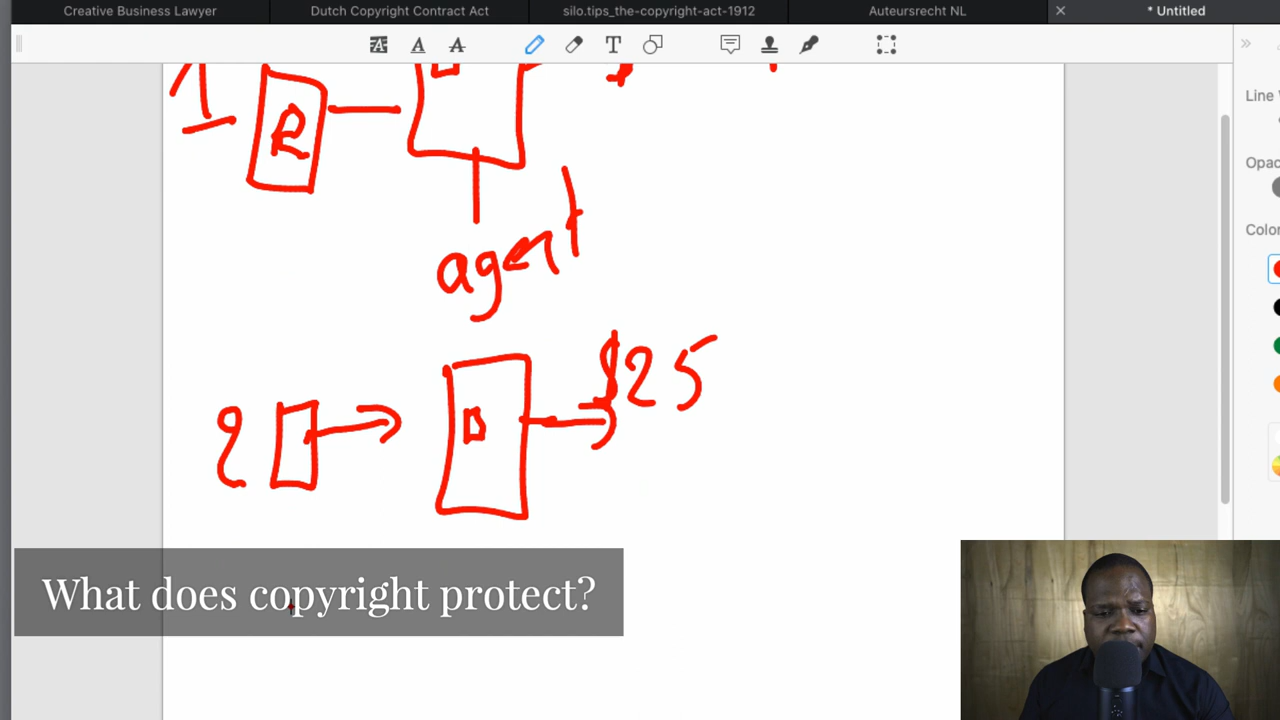 Creative Business Lawyer
Dutch Copyright Contract Act
silo.tips_the-copyright-act-1912
Auteursrecht NL
* Untitled
Line
Opac
Color
1
R
agent
$25
2
What does copyright protect?